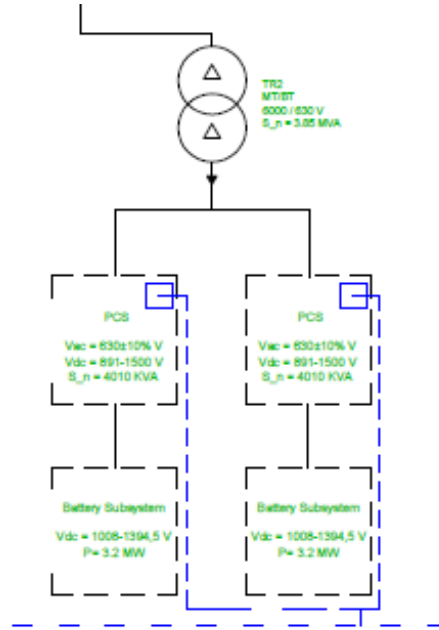 TR2
MT/BT
6000 / 630 V
S_n = 3.85 MVA
PCS
Vac = 630±10% V
Vdc = 891-1500 V
S_n = 4010 KVA
PCS
Vac = 630±10% V
Vdc = 891-1500 V
S_n = 4010 KVA
Battery Subsystem
Vdc = 1008-1394,5 V
P= 3.2 MW
Battery Subsystem
Vdc = 1008-1394,5 V
P= 3.2 MW